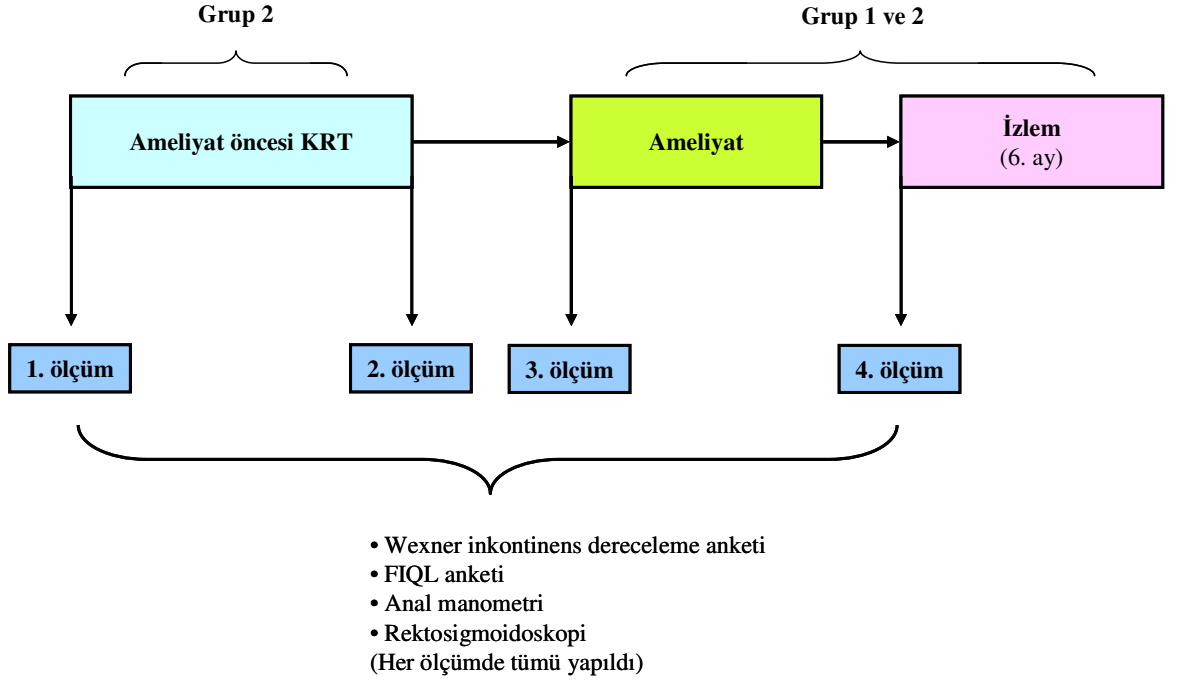 Grup 2
Grup 1 ve 2
Ameliyat öncesi KRT
Ameliyat
İzlem
(6. ay)
1. ölçüm
2. ölçüm
3. ölçüm
4. ölçüm
• Wexner inkontinens dereceleme anketi
• FIQL anketi
• Anal manometri
• Rektosigmoidoskopi
(Her ölçümde tümü yapıldı)